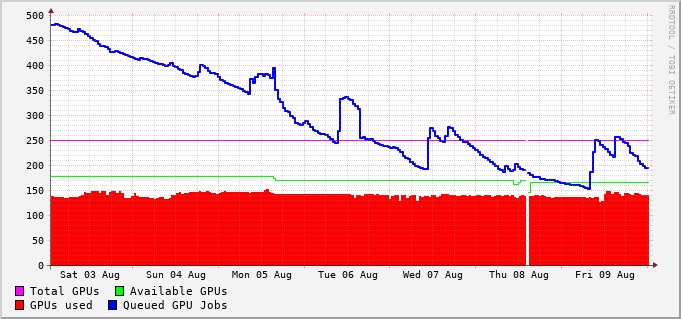 500
450
400
350
300
250
200
150
100
50
0
Sat 03 Aug Sun 04 Aug Mon 05 Aug Tue 06 Aug Wed 07 Aug Thu 08 Aug Fri 09 Aug
Total GPUs Available GPUs
GPUs used Queued GPU Jobs
RRDTOOL / TOBI OETIKER